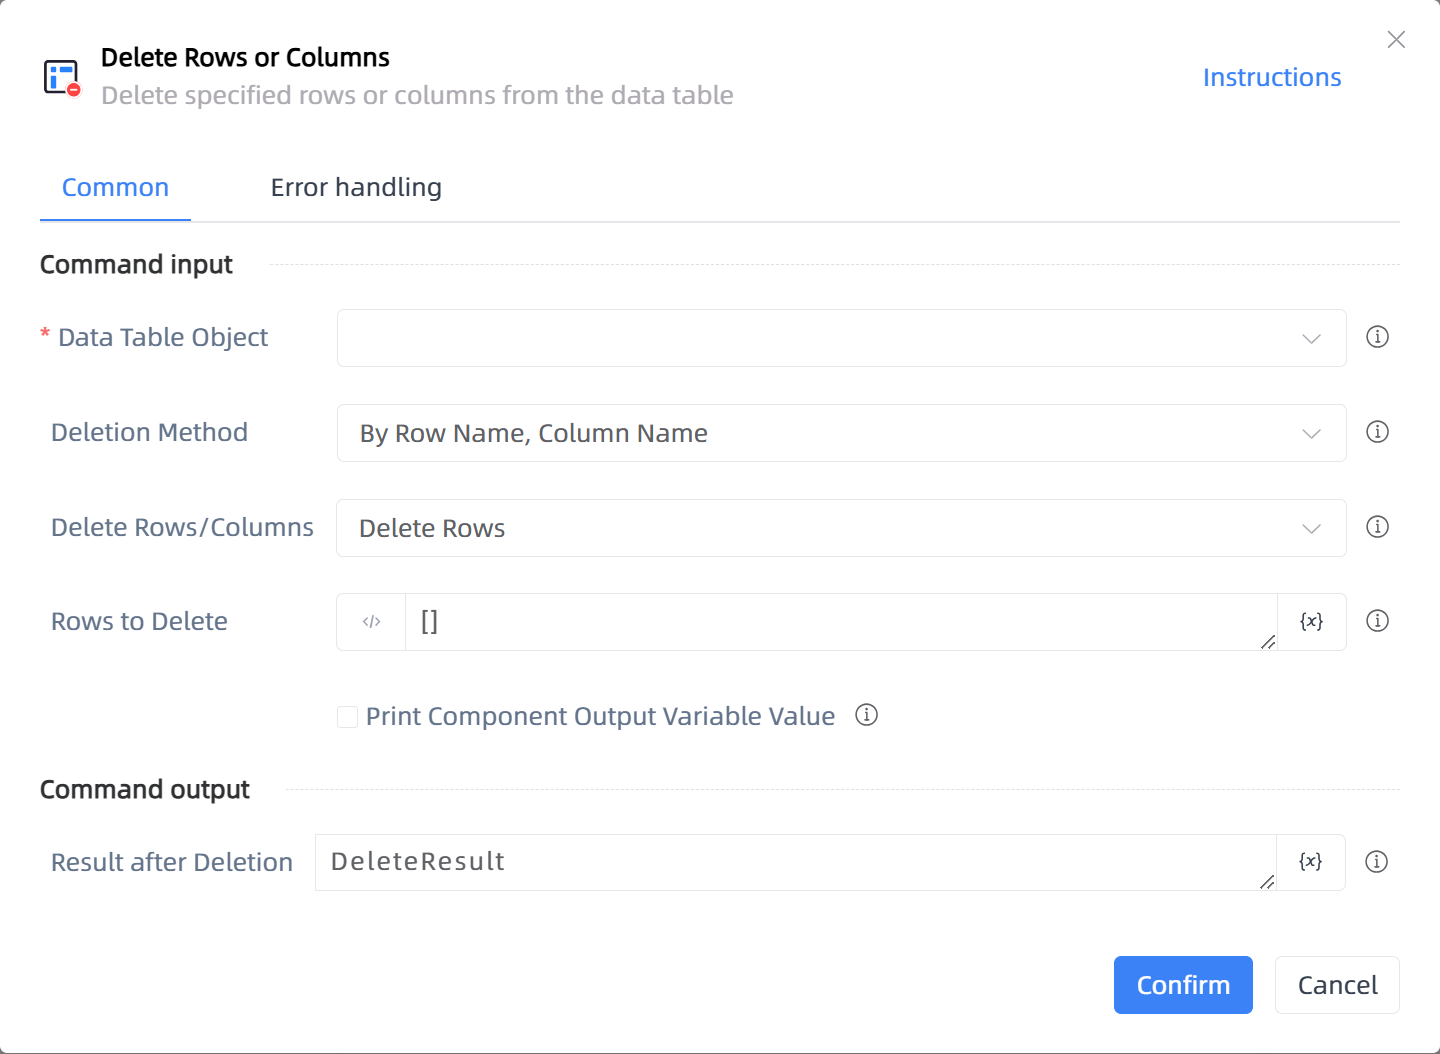 Delete Rows or Columns
Delete specified rows or columns from the data table
Instructions
Common
Error handling
Command input
* Data Table Object
Deletion Method
By Row Name, Column Name
Delete Rows/Columns
Delete Rows
Rows to Delete
</>
[]
{x}
Print Component Output Variable Value
Command output
Result after Deletion
DeleteResult
{x}
Confirm
Cancel